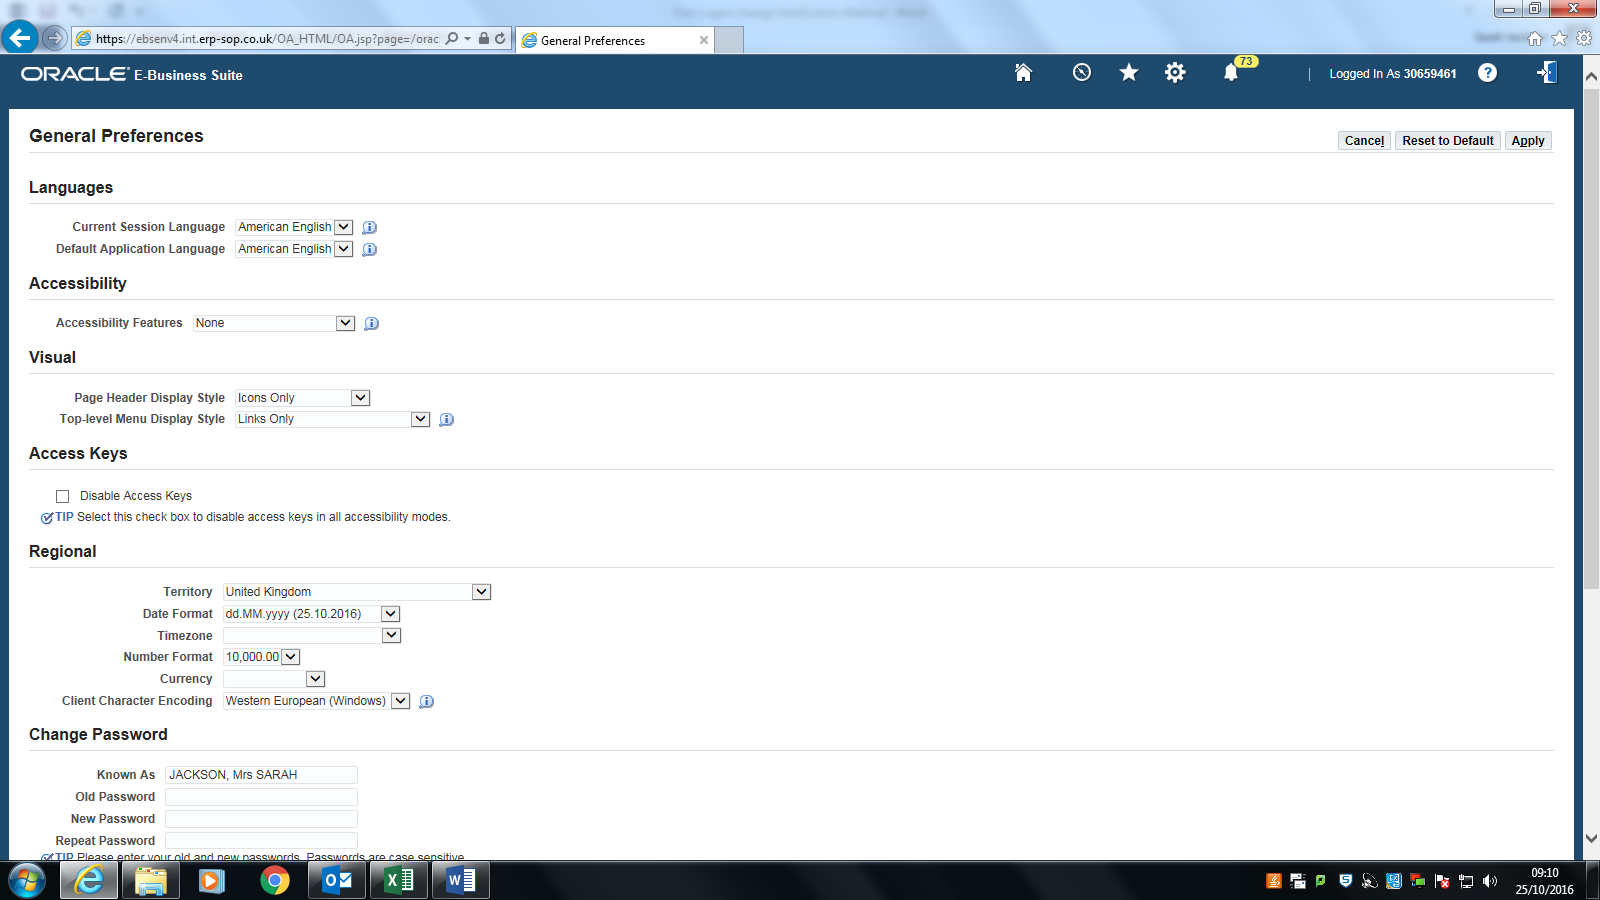 https://ebsenv4.int.erp-sop.co.uk/OA_HTML/OA.jsp?page=/orac
General Preferences
ORACLE E-Business Suite
73
Logged In As 30659461
General Preferences
Cancel Reset to Default Apply
Languages
Current Session Language American English
Default Application Language American English
Accessibility
Accessibility Features None
Visual
Page Header Display Style Icons Only
Top-level Menu Display Style Links Only
Access Keys
Disable Access Keys
TIP Select this check box to disable access keys in all accessibility modes.
Regional
Territory United Kingdom
Date Format dd.MM.yyyy (25.10.2016)
Timezone
Number Format 10,000.00
Currency
Client Character Encoding Western European (Windows)
Change Password
Known As JACKSON, Mrs SARAH
Old Password
New Password
Repeat Password
TIP Please enter your old and new passwords. Passwords are case sensitive
09:10
25/10/2016